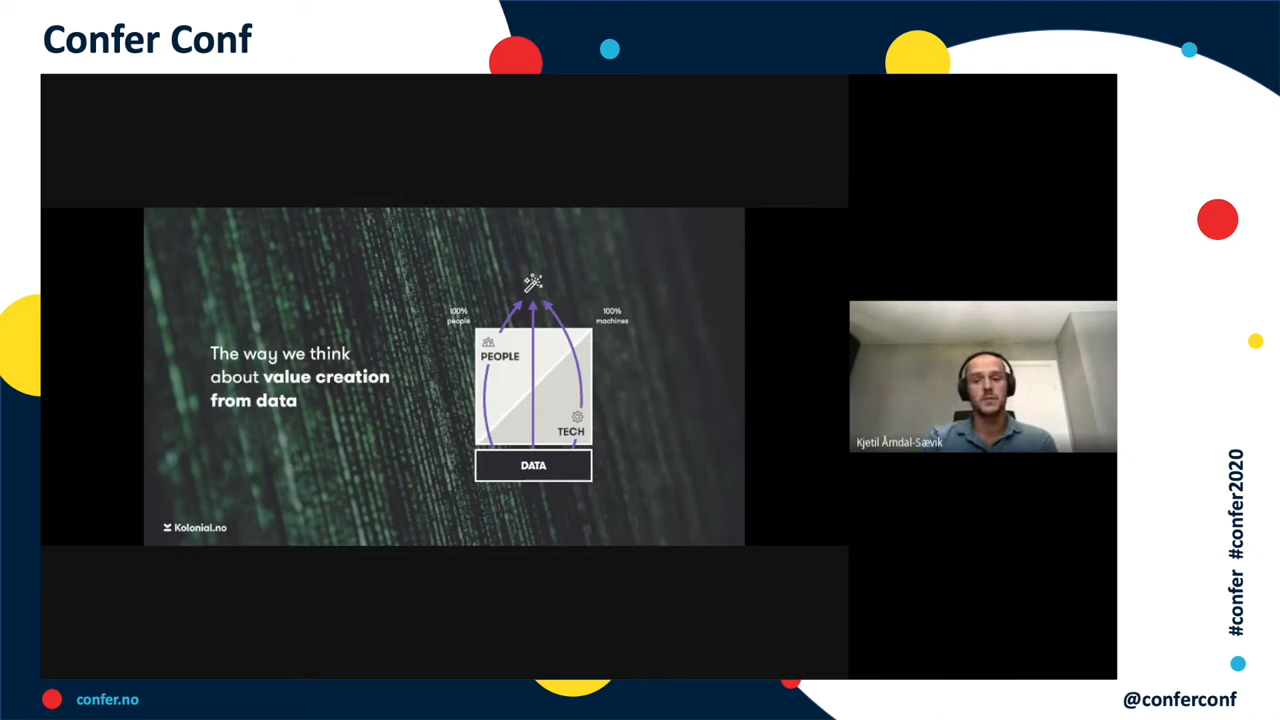 Confer Conf
The way we think
about value creation
from data
100%
people
100%
machines
PEOPLE
TECH
DATA
Kolonial.no
Kjetil Åmdal-Sævik
#confer #confer2020
confer.no
@conferconf